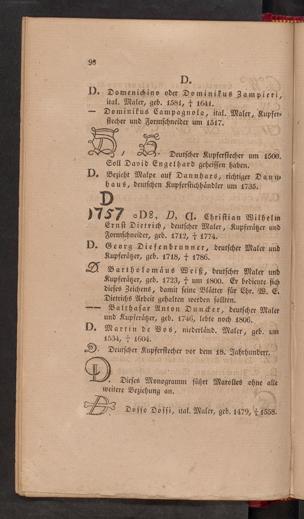 98
D.
D. Domenichino oder Dominikus Zampieri,
ital. Maler, geb. 1581, † 1641.
— Dominikus Campagnola, ital. Maler, Kupfer-
stecher und Formschneider um 1517.
Deutscher Kupferstecher um 1500.
Soll David Engelhard geheissen haben.
D. Bezieht Malpe auf Dannhars, richtiger Dann-
haus, deutschen Kupferstichhändler um 1735.
D
1757 oD8, D, Christian Wilhelm
Ernst Dietrich, deutscher Maler, Kupferätzer und
Formschneider, geb. 1712, † 1774.
D. Georg Diefenbrunner, deutscher Maler und
Kupferätzer, geb. 1718, † 1786.
Bartholomäus Weiß, deutscher Maler und
Kupferätzer, geb. 1723, † um 1800. Er bediente sich
dieses Zeichens, damit seine Blätter für Chr. W. E.
Dietrichs Arbeit gehalten werden sollten.
— Balthasar Anton Duncker, deutscher Maler
und Kupferätzer, geb. 1746, lebte noch 1806.
D. Martin de Vos, niederländ. Maler, geb. um
1534, † 1604.
D. Deutscher Kupferstecher vor dem 18. Jahrhundert.
D. Dieses Monogramm führt Marolles ohne alle
weitere Beziehung an.
Dosso Dossi, ital. Maler, geb. 1479, † 1558.